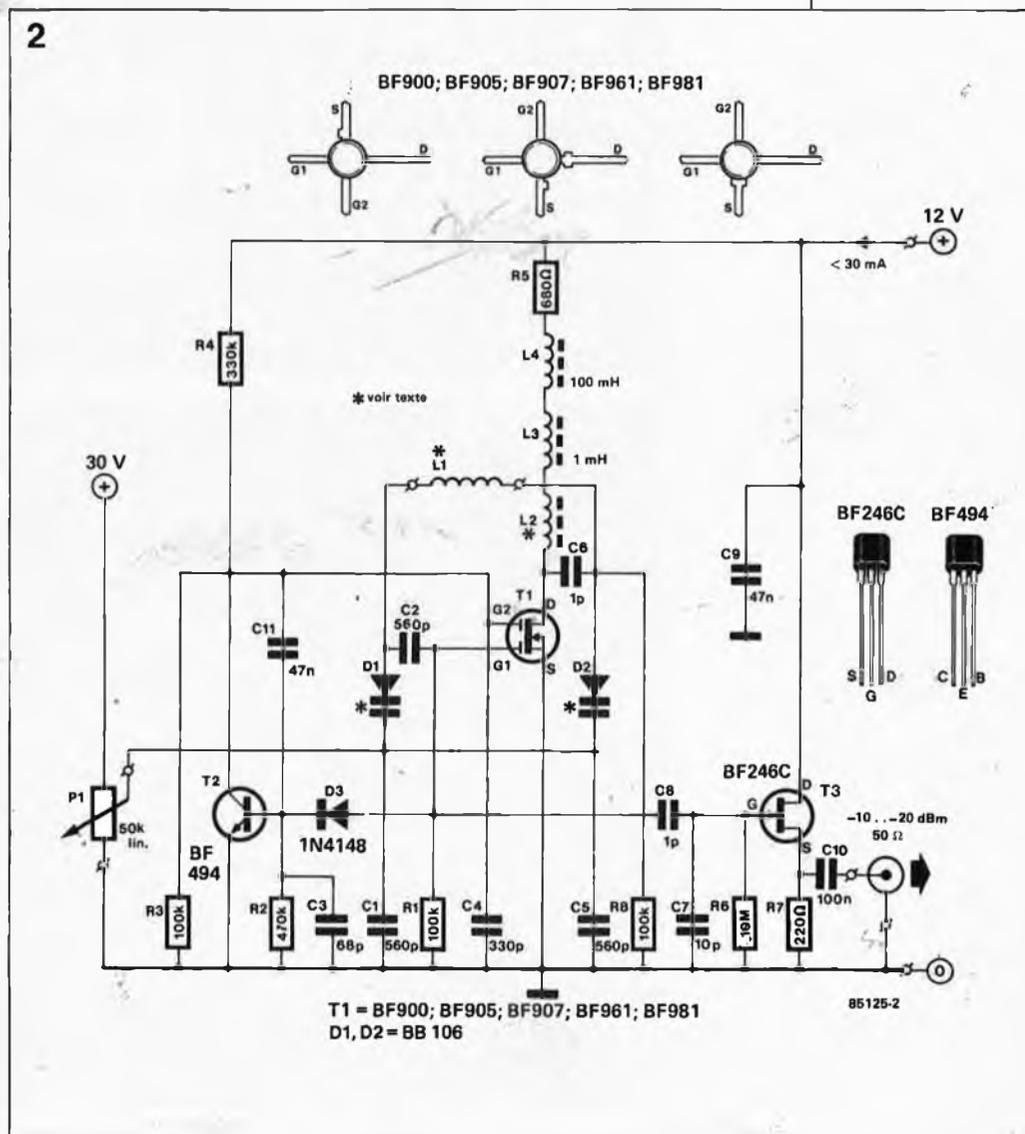 2
BF900; BF905; BF907; BF961; BF981
S
G1
D
G2
G2
G1
D
S
G2
G1
D
S
12 V
+
< 30 mA
R5
680Ω
R4
330k
L4
100 mH
* voir texte
L3
1 mH
30 V
+
*
L1
L2
*
C6
1p
C9
47n
BF246C
BF494
S
G
D
C
E
B
C11
47n
C2
560p
G2
T1
D
G1
S
D1
*
D2
*
P1
50k
lin.
T2
BF
494
D3
1N4148
C8
1p
BF246C
G
D
T3
S
–10 . . –20 dBm
50 Ω
C10
100n
R3
100k
R2
470k
C3
68p
C1
560p
R1
100k
C4
330p
C5
560p
R8
100k
C7
10p
R6
10M
R7
220Ω
0
85125-2
T1 = BF900; BF905; BF907; BF961; BF981
D1, D2 = BB 106